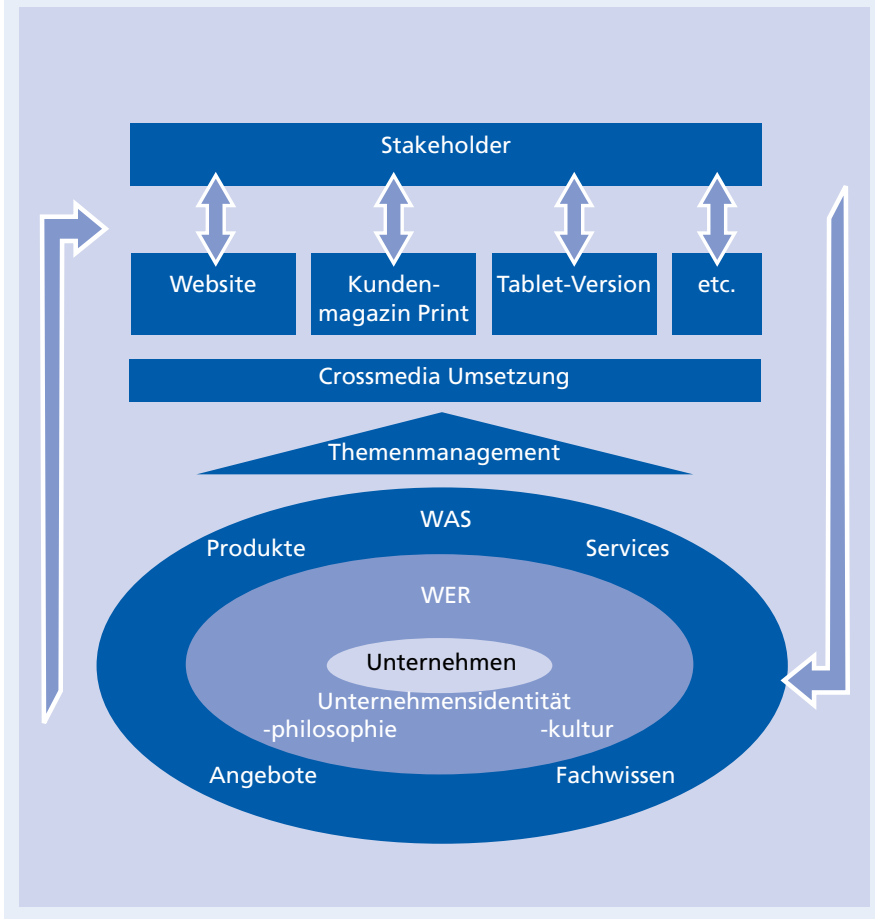 Stakeholder
Website
Kunden-
magazin Print
Tablet-Version
etc.
Crossmedia Umsetzung
Themenmanagement
WAS
Produkte
Services
WER
Unternehmen
Unternehmensidentität
-philosophie
-kultur
Angebote
Fachwissen